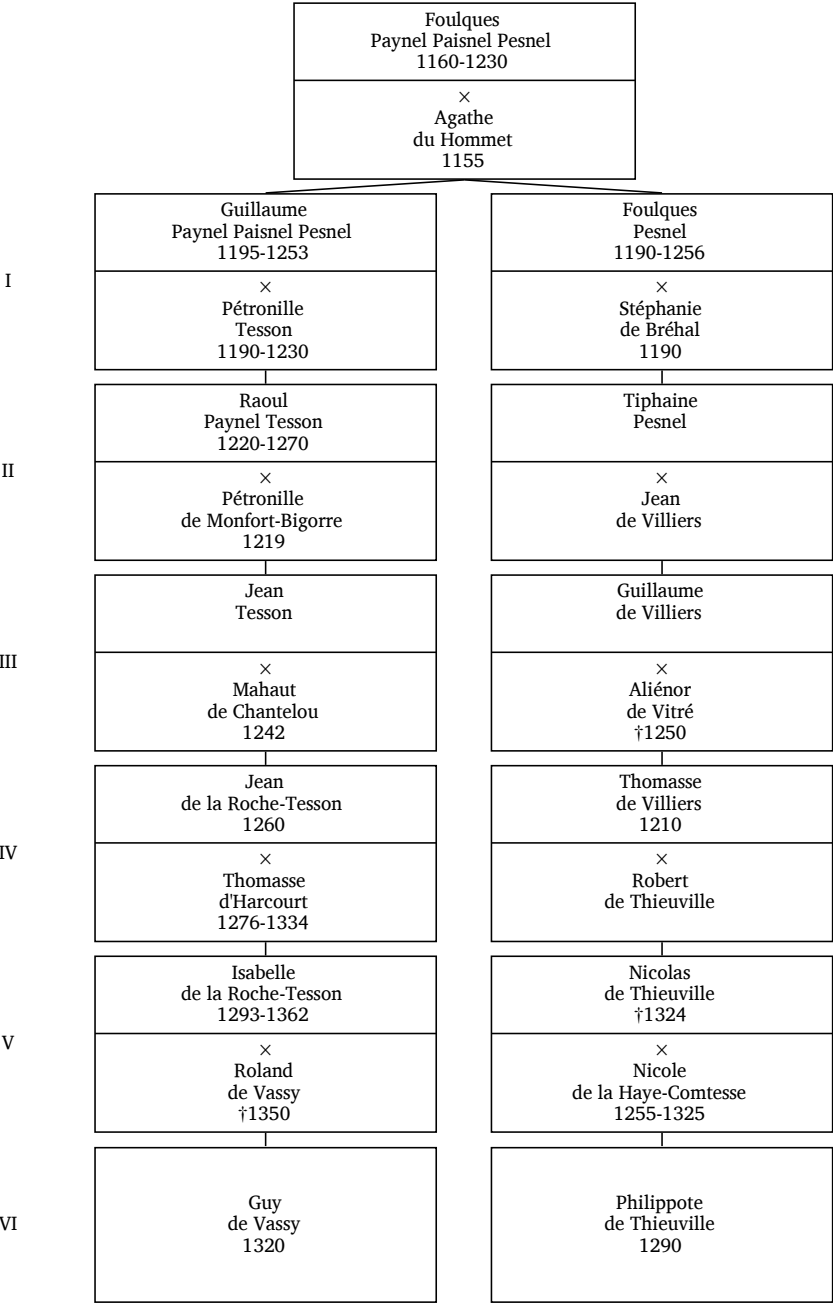 Foulques
Paynel Paisnel Pesnel
1160-1230
×
Agathe
du Hommet
1155
I
Guillaume
Paynel Paisnel Pesnel
1195-1253
×
Pétronille
Tesson
1190-1230
Foulques
Pesnel
1190-1256
×
Stéphanie
de Bréhal
1190
II
Raoul
Paynel Tesson
1220-1270
×
Pétronille
de Monfort-Bigorre
1219
Tiphaine
Pesnel
×
Jean
de Villiers
III
Jean
Tesson
×
Mahaut
de Chantelou
1242
Guillaume
de Villiers
×
Aliénor
de Vitré
†1250
IV
Jean
de la Roche-Tesson
1260
×
Thomasse
d'Harcourt
1276-1334
Thomasse
de Villiers
1210
×
Robert
de Thieuville
V
Isabelle
de la Roche-Tesson
1293-1362
×
Roland
de Vassy
†1350
Nicolas
de Thieuville
†1324
×
Nicole
de la Haye-Comtesse
1255-1325
VI
Guy
de Vassy
1320
Philippote
de Thieuville
1290